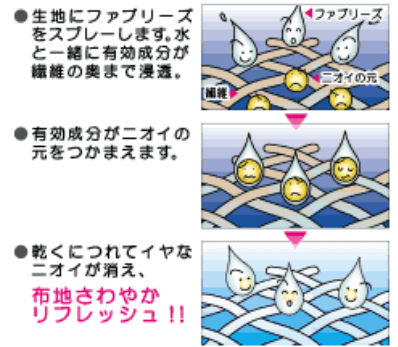 ●生地にファブリーズ
をスプレーします。水
と一緒に有効成分が
繊維の奥まで浸透。
ファブリーズ
ニオイの元
繊維
●有効成分がニオイの
元をつかまえます。
●乾くにつれてイヤな
ニオイが消え、
布地さわやか
リフレッシュ!!